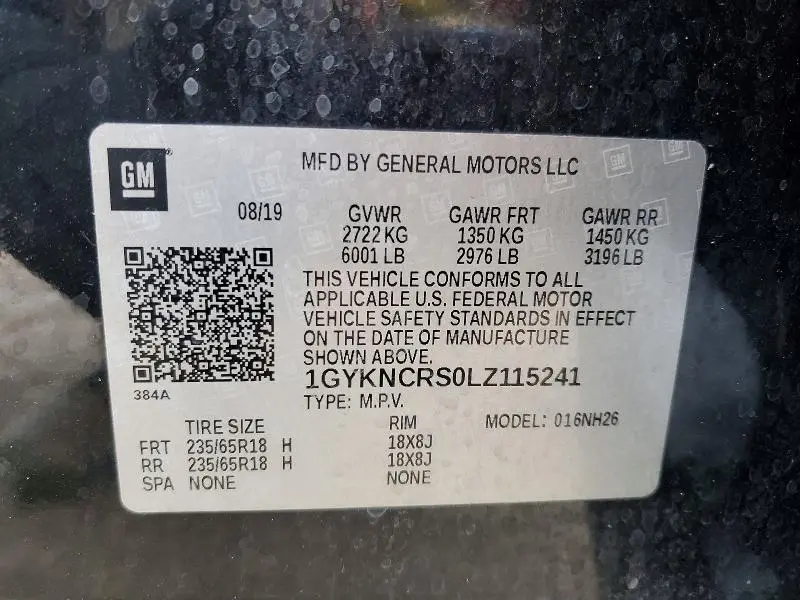 GM
MFD BY GENERAL MOTORS LLC
08/19 GVWR GAWR FRT GAWR RR
2722 KG 1350 KG 1450 KG
6001 LB 2976 LB 3196 LB
THIS VEHICLE CONFORMS TO ALL
APPLICABLE U.S. FEDERAL MOTOR
VEHICLE SAFETY STANDARDS IN EFFECT
ON THE DATE OF MANUFACTURE
SHOWN ABOVE.
1GYKNCRS0LZ115241
384A
TYPE: M.P.V.
TIRE SIZE RIM MODEL: 016NH26
FRT 235/65R18 H 18X8J
RR 235/65R18 H 18X8J
SPA NONE NONE